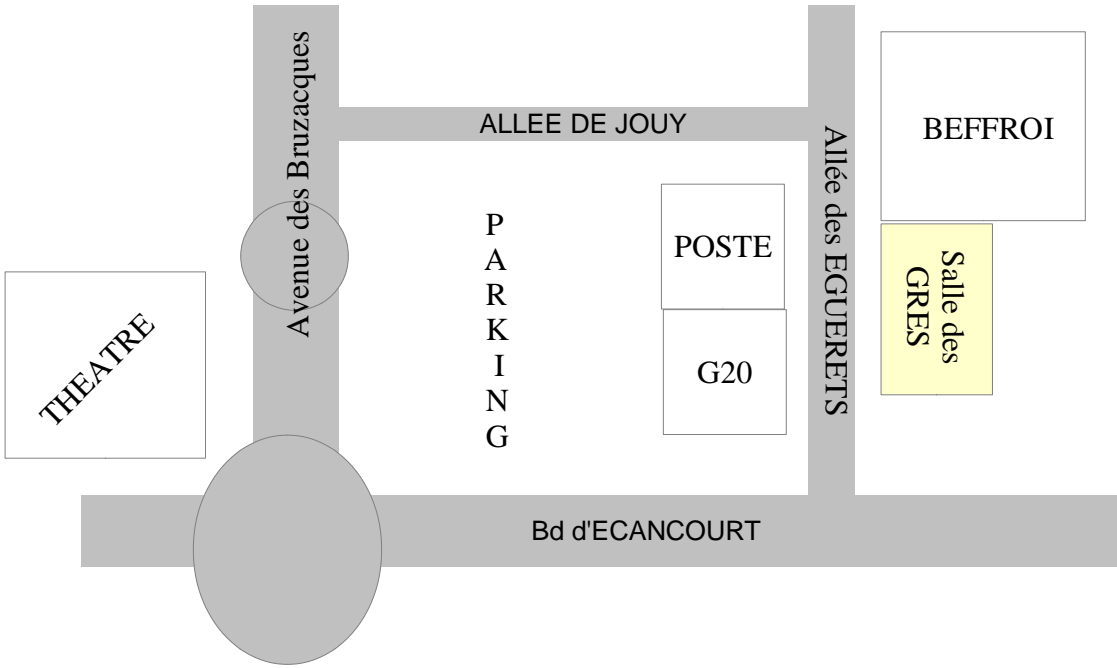 Avenue des Bruzacques
ALLEE DE JOUY
Allée des EGUERETS
BEFFROI
PARKING
POSTE
Salle des
GRES
THEATRE
G20
Bd d'ECANCOURT